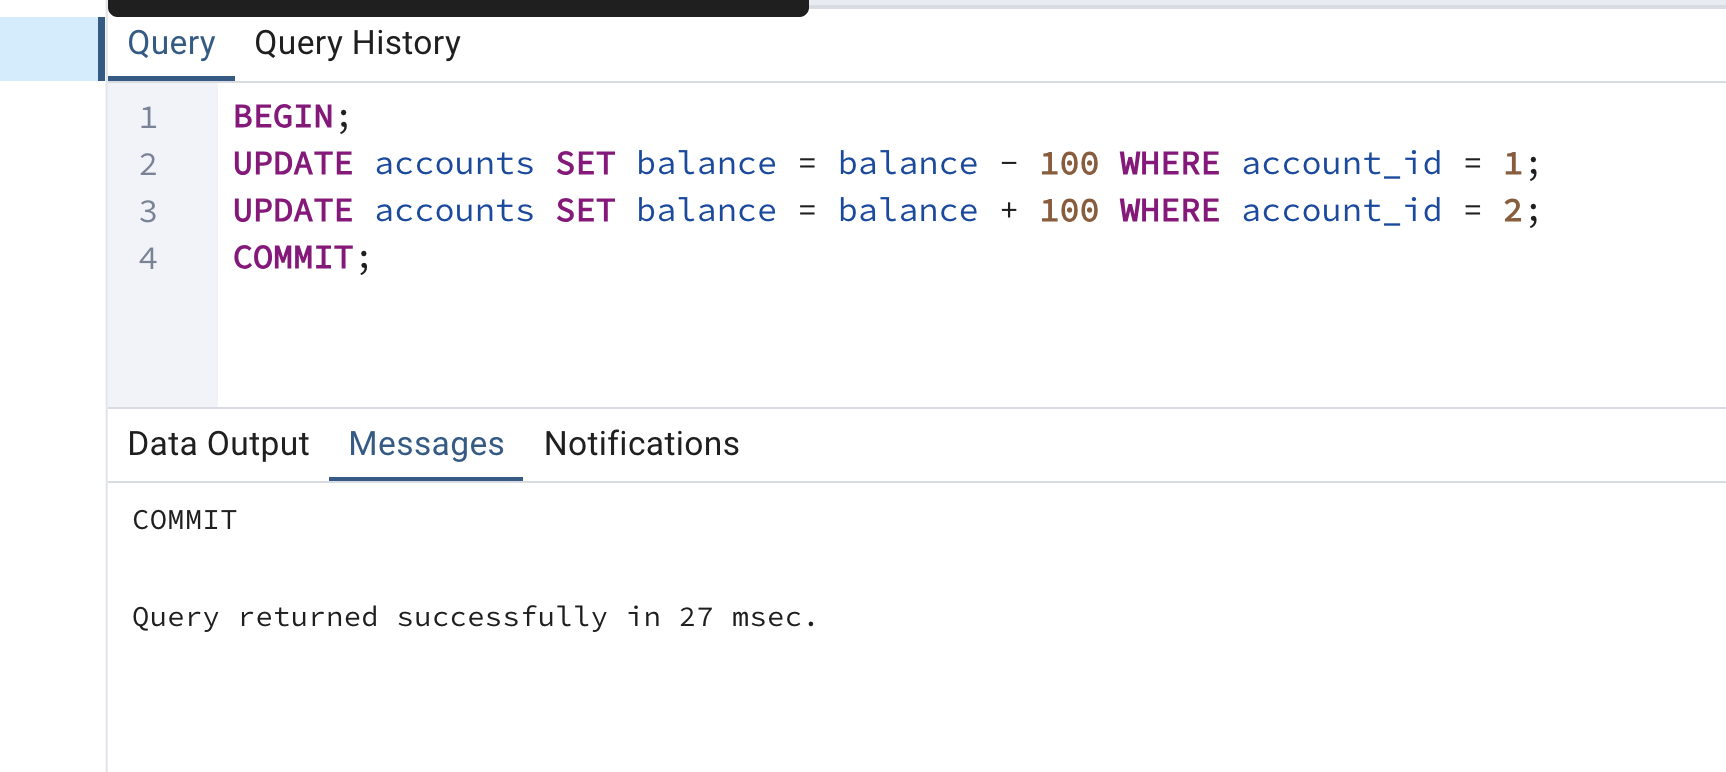 Query Query History
1 BEGIN;
2 UPDATE accounts SET balance = balance - 100 WHERE account_id = 1;
3 UPDATE accounts SET balance = balance + 100 WHERE account_id = 2;
4 COMMIT;
Data Output Messages Notifications
COMMIT
Query returned successfully in 27 msec.